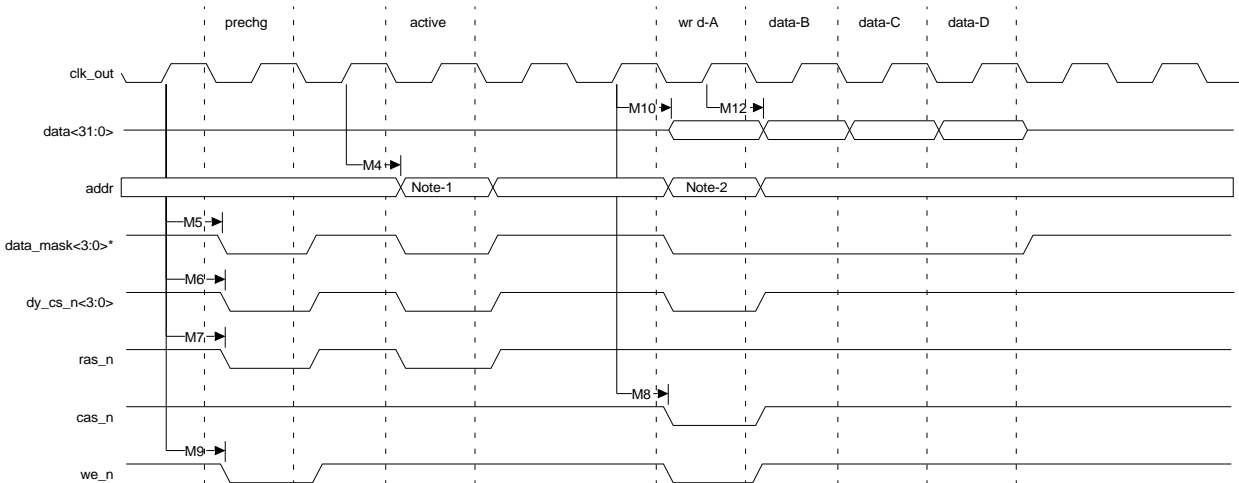 prechg active wr d-A data-B data-C data-D
clk_out
M10 M12
data<31:0>
M4
addr Note-1 Note-2
M5
data_mask<3:0>*
M6
dy_cs_n<3:0>
M7
ras_n
M8
cas_n
M9
we_n